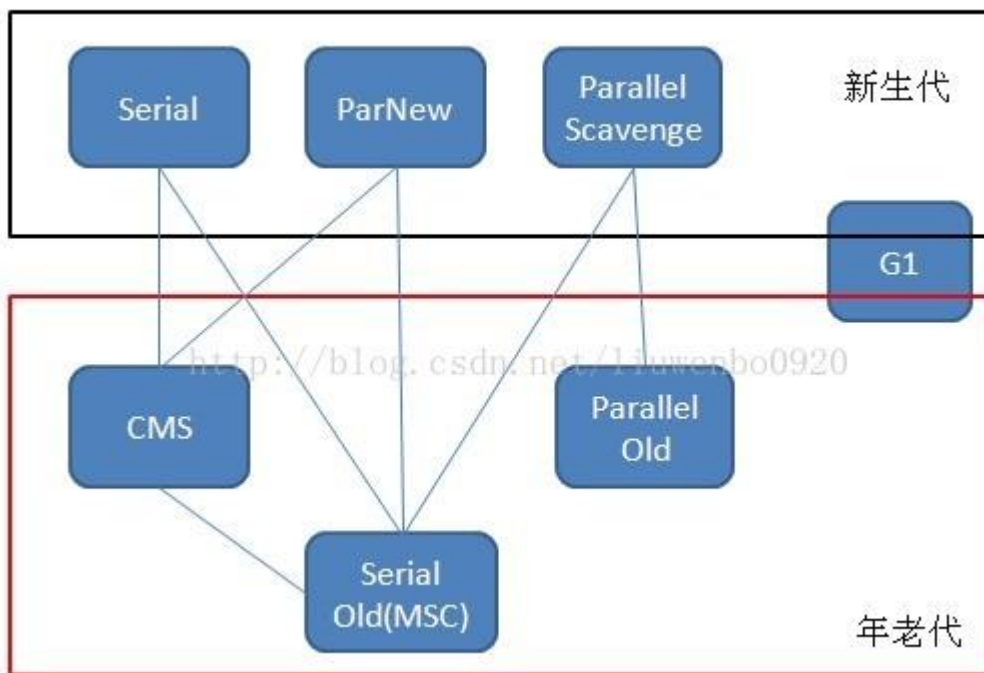 Serial
ParNew
Parallel
Scavenge
新生代
G1
http://blog.csdn.net/liuwenbo0920
CMS
Parallel
Old
Serial
Old(MSC)
年老代